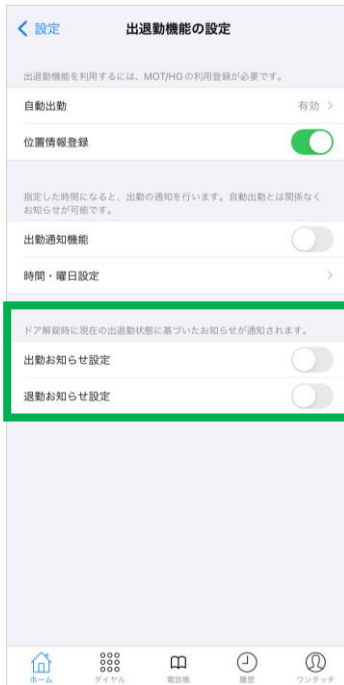 設定 出退勤機能の設定
出退勤機能を利用するには、MOT/HGの利用登録が必要です。
自動出勤 有効
位置情報登録
指定した時間になると、出勤の通知を行います。自動出勤とは関係なく
お知らせが可能です。
出勤通知機能
時間・曜日設定
ドア解錠時に現在の出退勤状態に基づいたお知らせが通知されます。
出勤お知らせ設定
退勤お知らせ設定
ホーム ダイヤル 電話帳 履歴 ワンタッチ